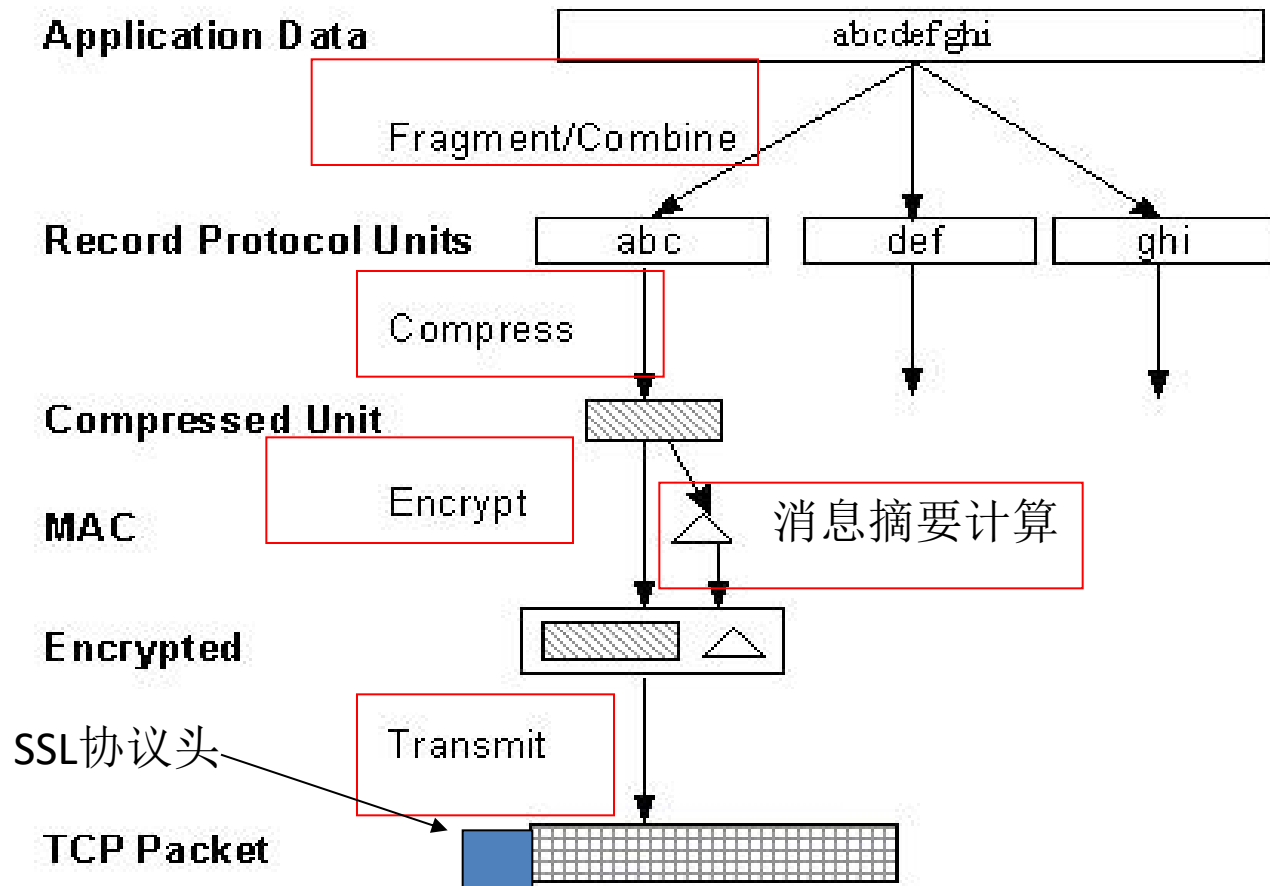 Application Data
abcdefghi
Fragment/Combine
Record Protocol Units
abc
def
ghi
Compress
Compressed Unit
Encrypt
MAC
消息摘要计算
Encrypted
Transmit
SSL协议头
TCP Packet